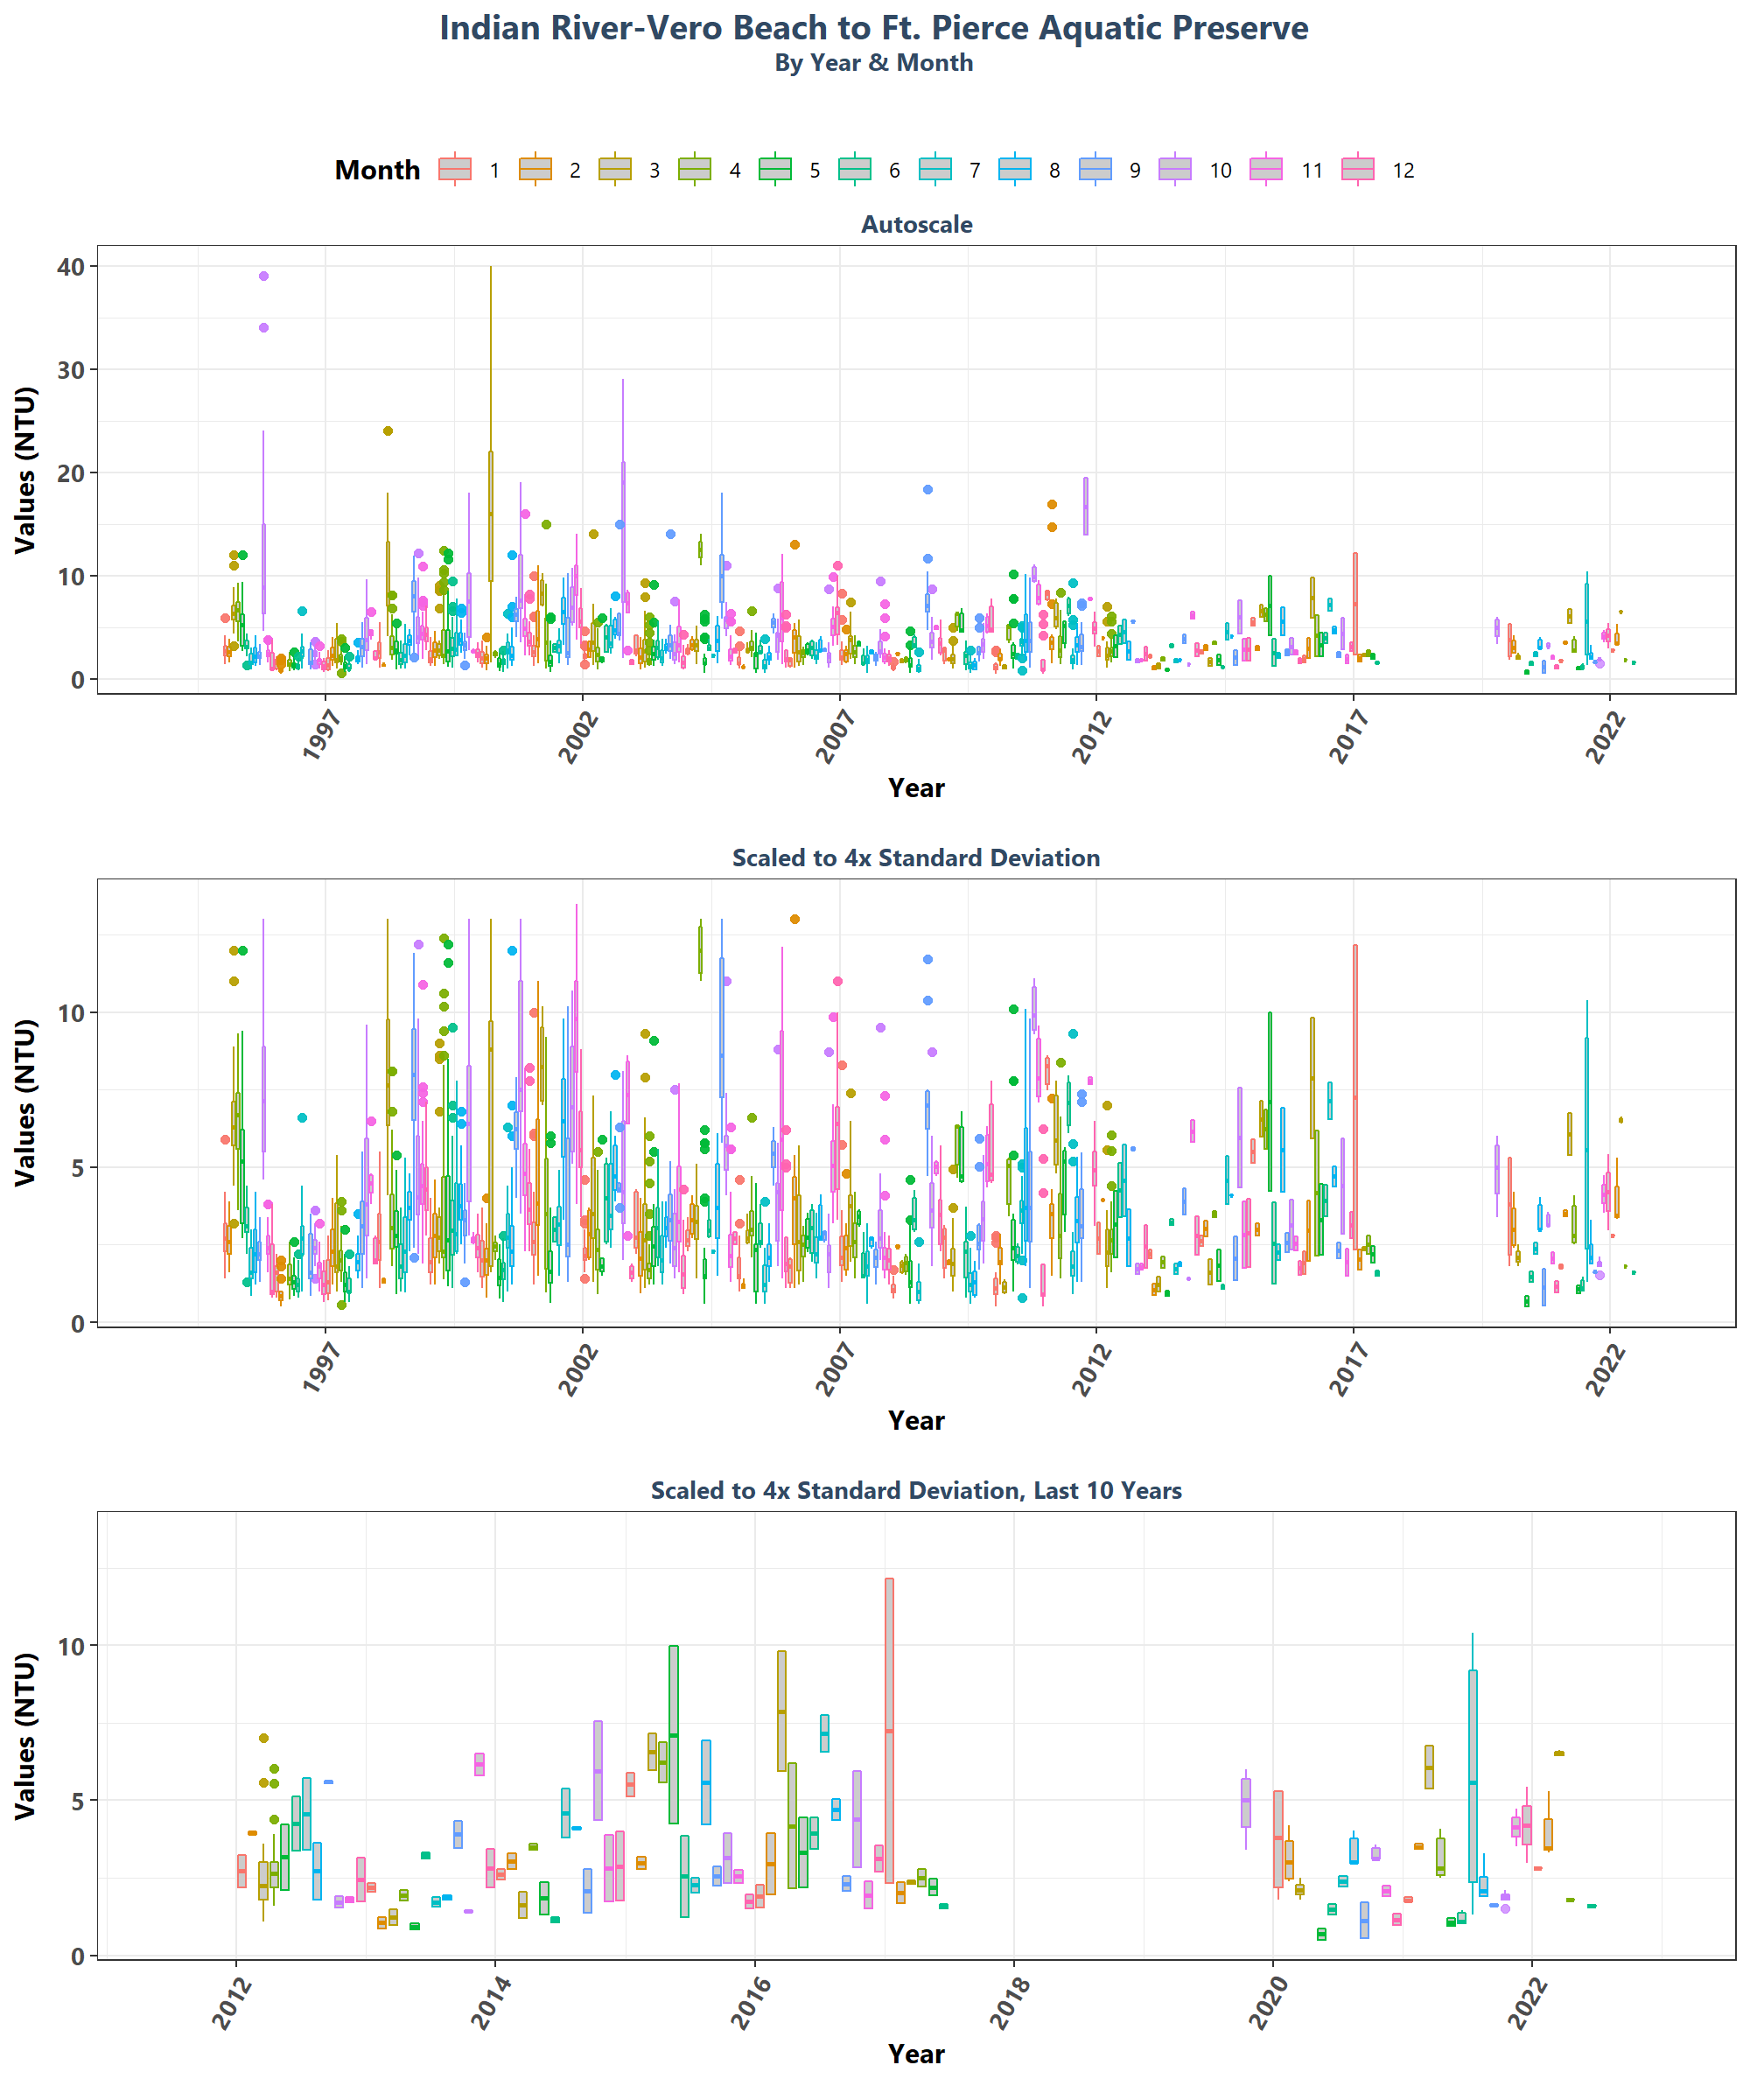 Indian River-Vero Beach to Ft. Pierce Aquatic Preserve
By Year & Month
Month 1 2 3 4 5 6 7 8 9 10 11 12
Autoscale
Values (NTU)
40
30
20
10
0
1997 2002 2007 2012 2017 2022
Year
Scaled to 4x Standard Deviation
Values (NTU)
10
5
0
1997 2002 2007 2012 2017 2022
Year
Scaled to 4x Standard Deviation, Last 10 Years
Values (NTU)
10
5
0
2012 2014 2016 2018 2020 2022
Year